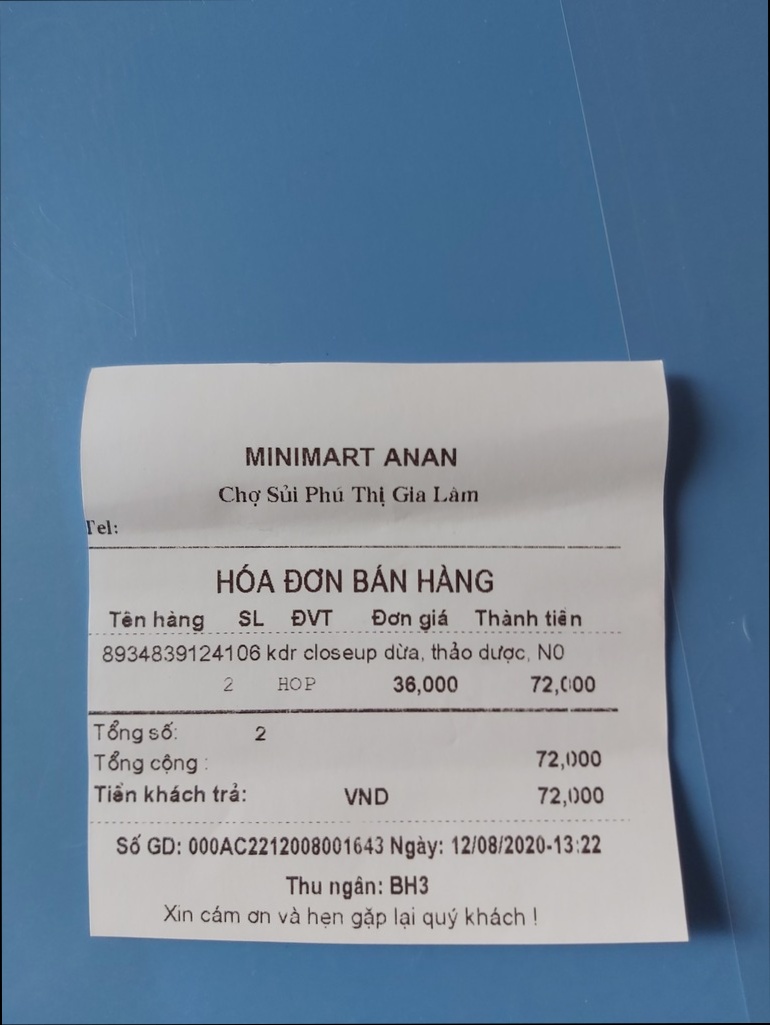 MINIMART ANAN
Chợ Sủi Phú Thị Gia Lâm
Tel:
HÓA ĐƠN BÁN HÀNG
Tên hàng SL ĐVT Đơn giá Thành tiền
8934839124106 kdr closeup dừa, thảo dược, N0
2 HOP 36,000 72,000
Tổng số: 2
Tổng cộng : 72,000
Tiền khách trả: VND 72,000
Số GD: 000AC2212008001643 Ngày: 12/08/2020-13:22
Thu ngân: BH3
Xin cám ơn và hẹn gặp lại quý khách !